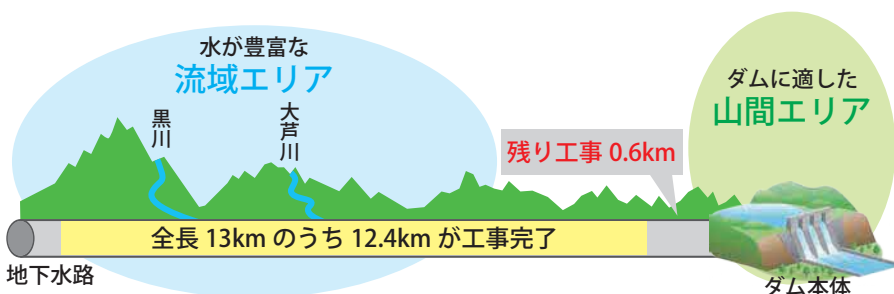 水が豊富な
流域エリア
ダムに適した
山間エリア
黒川
大芦川
残り工事 0.6km
全長 13km のうち 12.4km が工事完了
地下水路
ダム本体